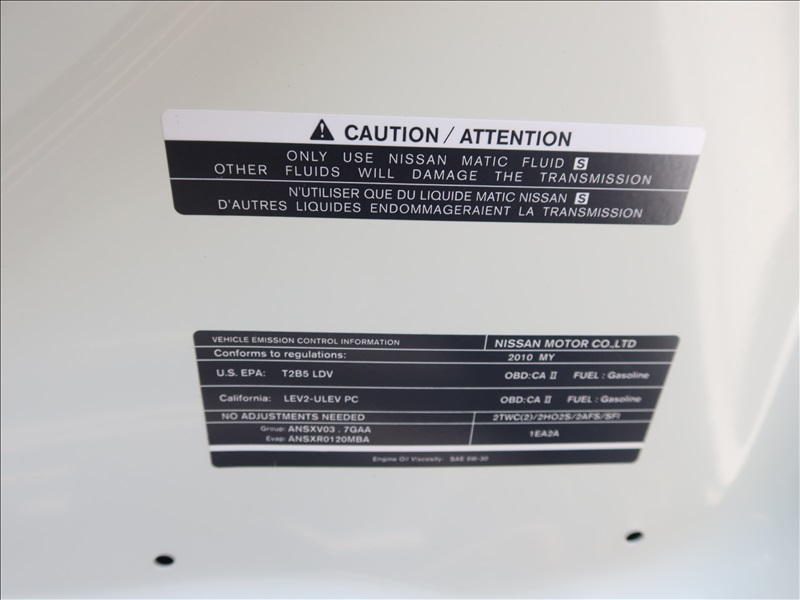 ⚠ CAUTION / ATTENTION
ONLY USE NISSAN MATIC FLUID S
OTHER FLUIDS WILL DAMAGE THE TRANSMISSION
N'UTILISER QUE DU LIQUIDE MATIC NISSAN S
D'AUTRES LIQUIDES ENDOMMAGERAIENT LA TRANSMISSION
VEHICLE EMISSION CONTROL INFORMATION NISSAN MOTOR CO.,LTD
Conforms to regulations: 2010 MY
U.S. EPA: T2B5 LDV OBD:CA II FUEL : Gasoline
California: LEV2-ULEV PC OBD:CA II FUEL : Gasoline
NO ADJUSTMENTS NEEDED 2TWC(2)/2HO2S/2AFS/SFI
Group: ANSXV03 . 7GAA
Evap: ANSXR0120MBA 1EA2A
Engine Oil Viscosity: SAE 5W-30